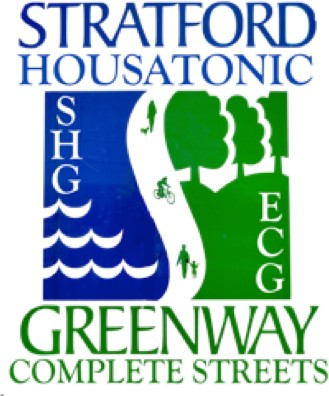 STRATFORD
HOUSATONIC
SHG
ECG
GREENWAY
COMPLETE STREETS